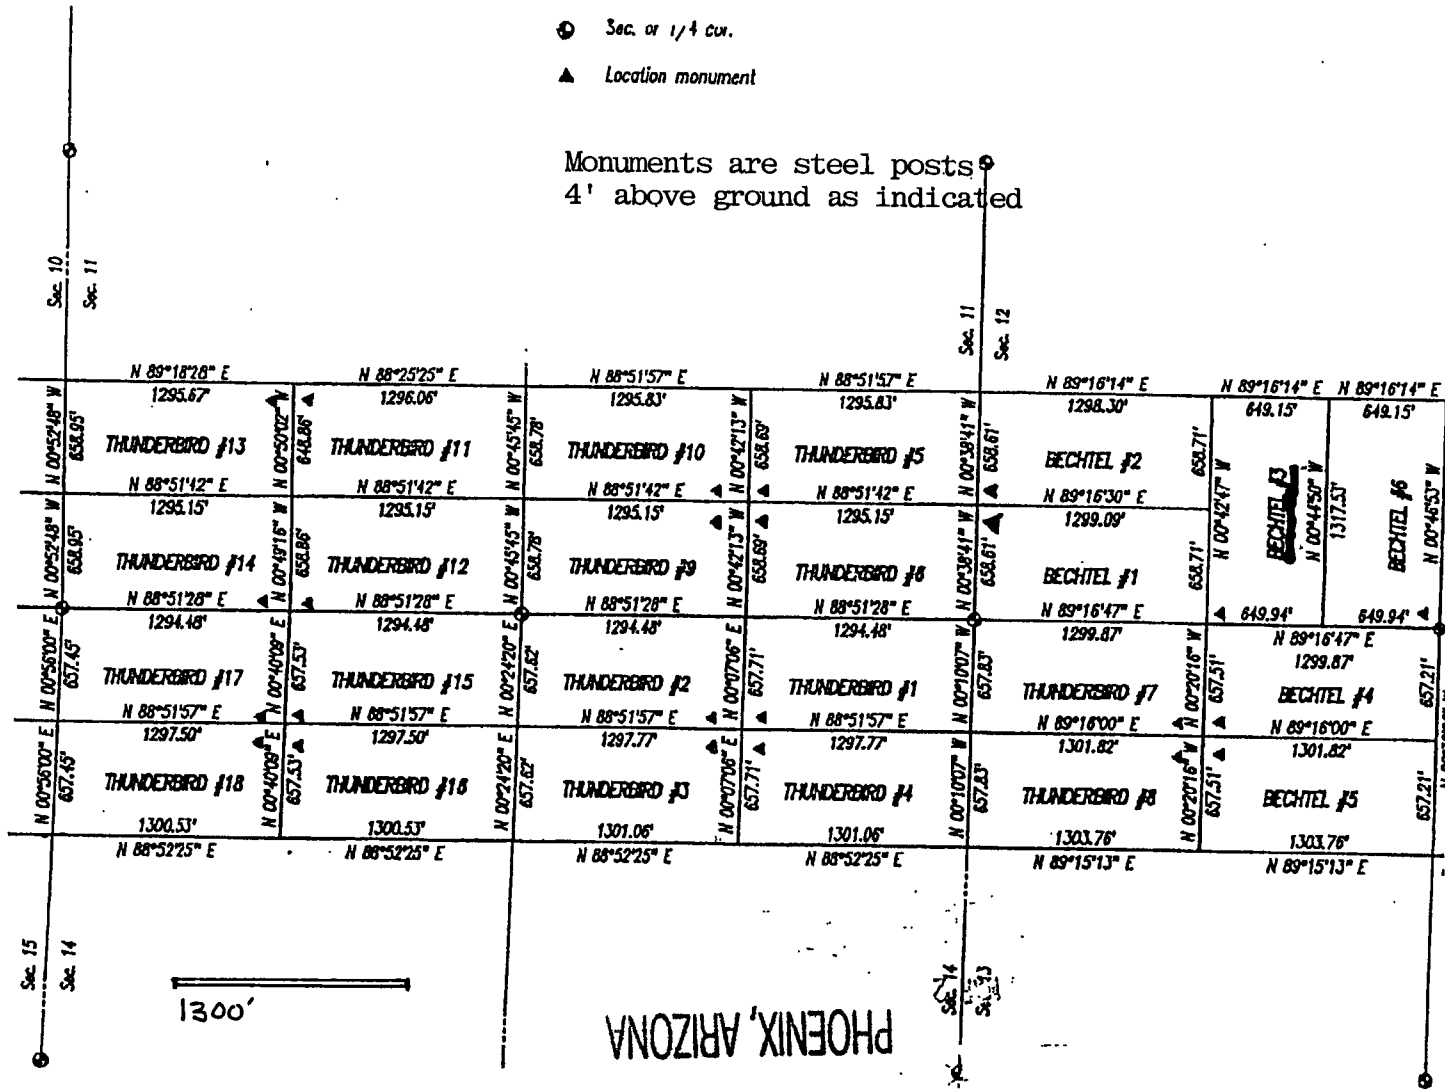 Sec. or 1/4 cor.
Location monument
Monuments are steel posts
4' above ground as indicated
Sec. 10
Sec. 11
Sec. 11
Sec. 12
N 89°18'28" E
N 88°25'25" E
N 88°51'57" E
N 88°51'57" E
N 89°16'14" E
N 89°16'14" E
N 89°16'14" E
1295.67'
1296.06'
1295.83'
1295.83'
1298.30'
649.15'
649.15'
N 00°52'48" W
658.95'
THUNDERBIRD #13
N 00°50'02" W
648.86'
THUNDERBIRD #11
N 00°45'45" W
658.78'
THUNDERBIRD #10
N 00°42'13" W
658.69'
THUNDERBIRD #5
N 00°38'41" W
658.61'
BECHTEL #2
658.71'
N 00°42'47" W
BECHTEL #3
N 00°44'50" W
1317.53'
BECHTEL #6
N 00°46'53" W
N 88°51'42" E
N 88°51'42" E
N 88°51'42" E
N 88°51'42" E
N 89°16'30" E
1295.15'
1295.15'
1295.15'
1295.15'
1299.09'
N 00°52'48" W
658.95'
THUNDERBIRD #14
N 00°49'16" W
658.86'
THUNDERBIRD #12
N 00°45'45" W
658.78'
THUNDERBIRD #9
N 00°42'13" W
658.69'
THUNDERBIRD #6
N 00°38'41" W
658.61'
BECHTEL #1
658.71'
N 88°51'28" E
N 88°51'28" E
N 88°51'28" E
N 88°51'28" E
N 89°16'47" E
649.94'
649.94'
1294.48'
1294.48'
1294.48'
1294.48'
1299.87'
N 89°16'47" E
1299.87'
N 00°56'00" E
657.45'
THUNDERBIRD #17
N 00°40'09" E
657.53'
THUNDERBIRD #15
N 00°24'20" E
657.62'
THUNDERBIRD #2
N 00°07'06" E
657.71'
THUNDERBIRD #1
N 00°10'07" W
657.83'
THUNDERBIRD #7
N 00°20'16" W
657.51'
BECHTEL #4
657.21'
N 88°51'57" E
N 88°51'57" E
N 88°51'57" E
N 88°51'57" E
N 89°16'00" E
N 89°16'00" E
1297.50'
1297.50'
1297.77'
1297.77'
1301.82'
1301.82'
N 00°56'00" E
657.45'
THUNDERBIRD #18
N 00°40'09" E
657.53'
THUNDERBIRD #16
N 00°24'20" E
657.62'
THUNDERBIRD #3
N 00°07'06" E
657.71'
THUNDERBIRD #4
N 00°10'07" W
657.83'
THUNDERBIRD #8
N 00°20'16" W
657.51'
BECHTEL #5
657.21'
1300.53'
1300.53'
1301.06'
1301.06'
1303.76'
1303.76'
N 88°52'25" E
N 88°52'25" E
N 88°52'25" E
N 88°52'25" E
N 89°15'13" E
N 89°15'13" E
Sec. 15
Sec. 14
Sec. 14
Sec. 13
1300'
PHOENIX, ARIZONA